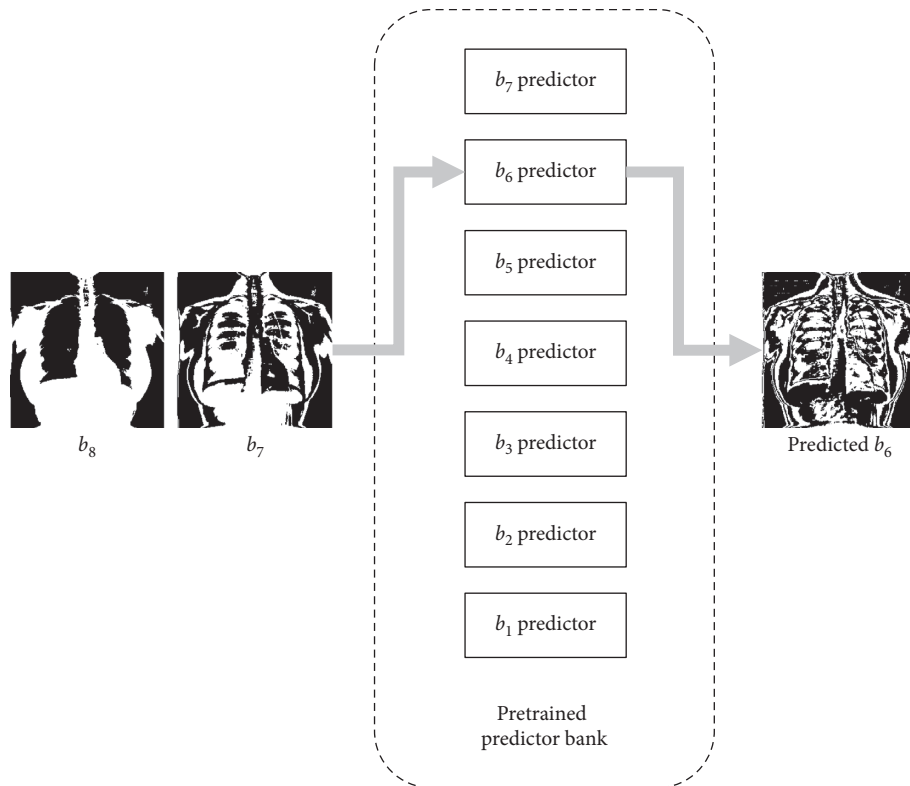 b₇ predictor
b₆ predictor
b₅ predictor
b₄ predictor
b₃ predictor
b₂ predictor
b₁ predictor
b₈
b₇
Predicted b₆
Pretrained
predictor bank